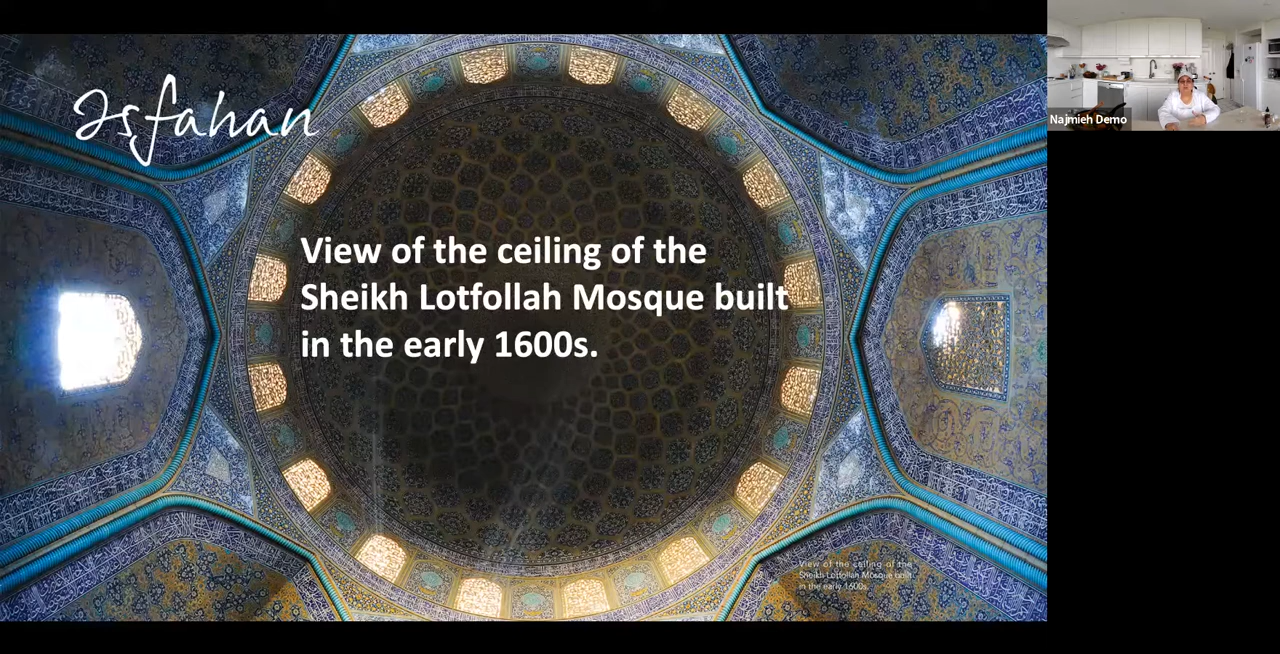 Isfahan
View of the ceiling of the
Sheikh Lotfollah Mosque built
in the early 1600s.
View of the ceiling of the
Sheikh Lotfollah Mosque built
in the early 1600s.
Najmieh Demo